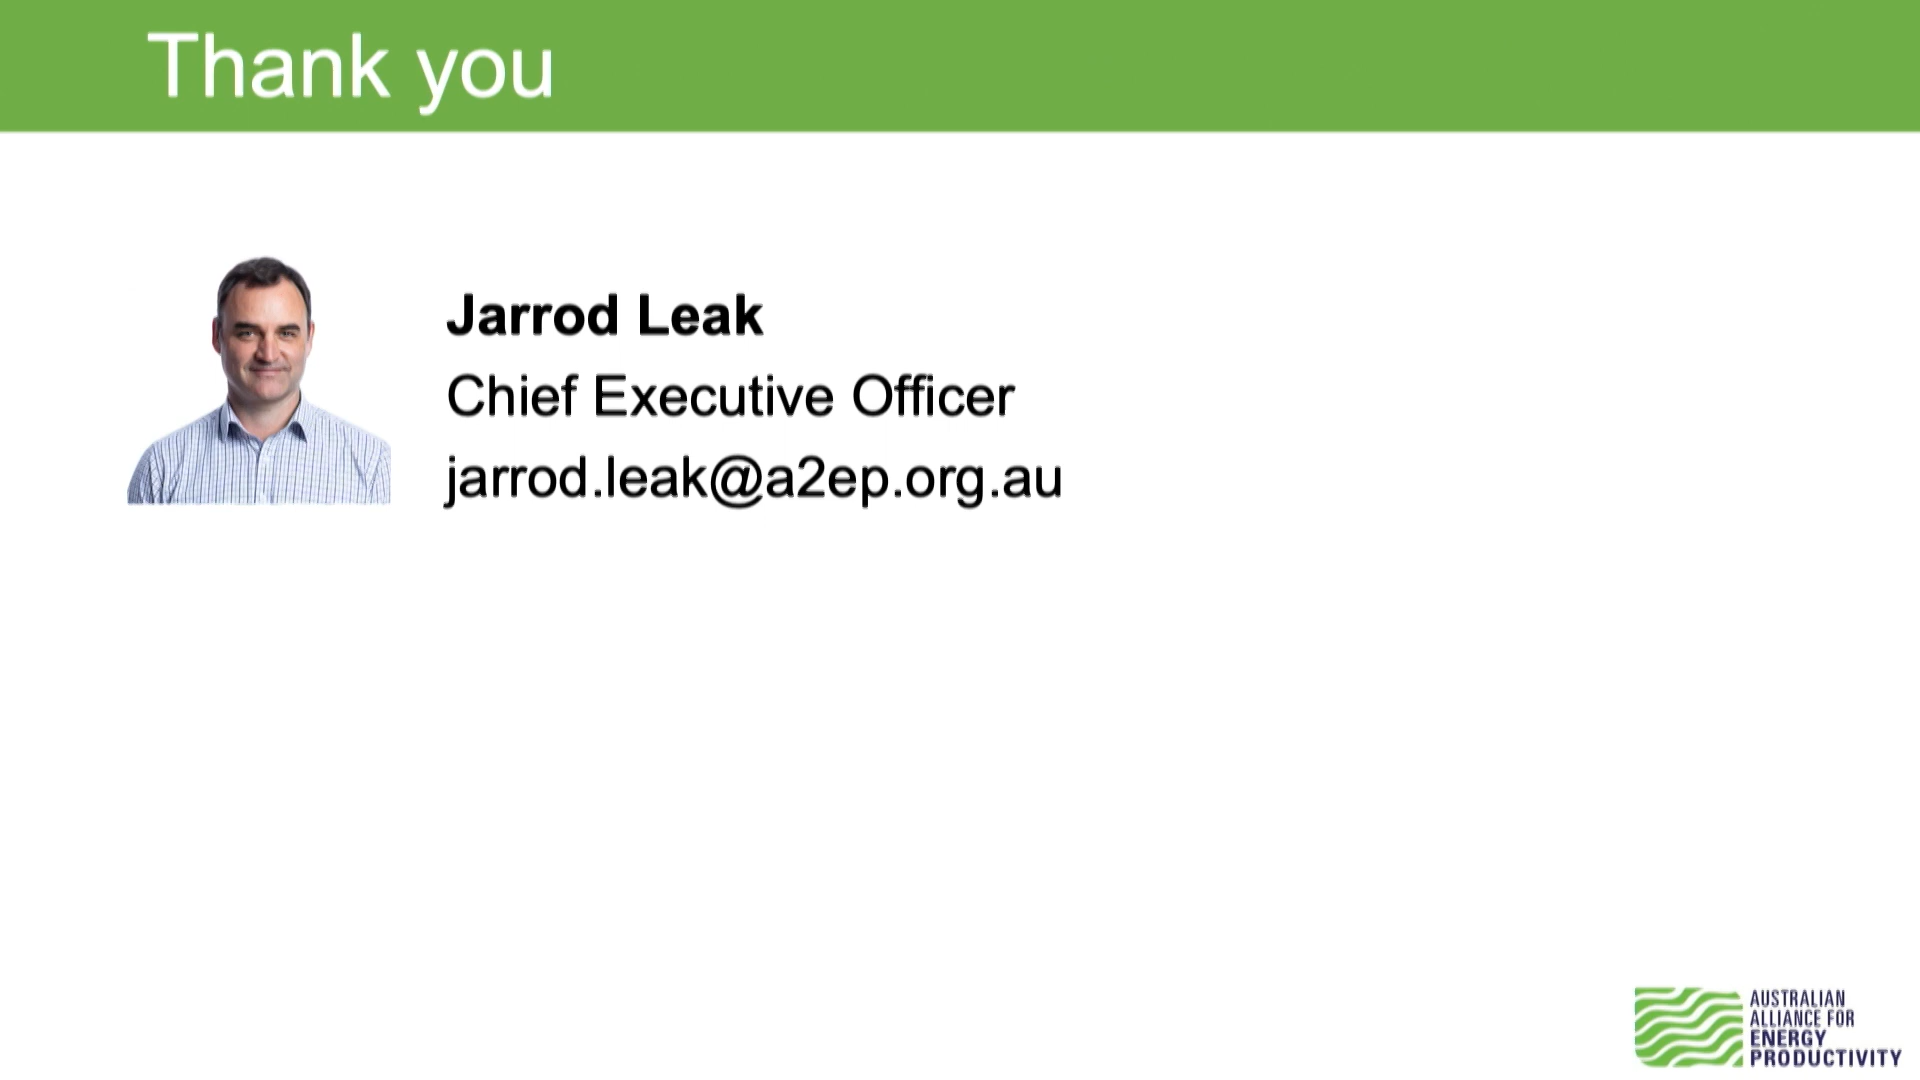 Thank you
Jarrod Leak
Chief Executive Officer
jarrod.leak@a2ep.org.au
AUSTRALIAN
ALLIANCE FOR
ENERGY
PRODUCTIVITY